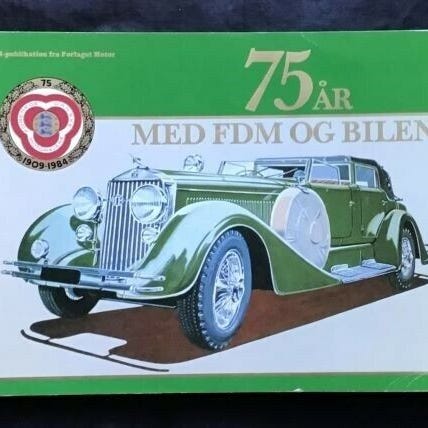 -publikation fra Forlaget Motor
75 ÅR
MED FDM OG BILEN
75
1909-1984